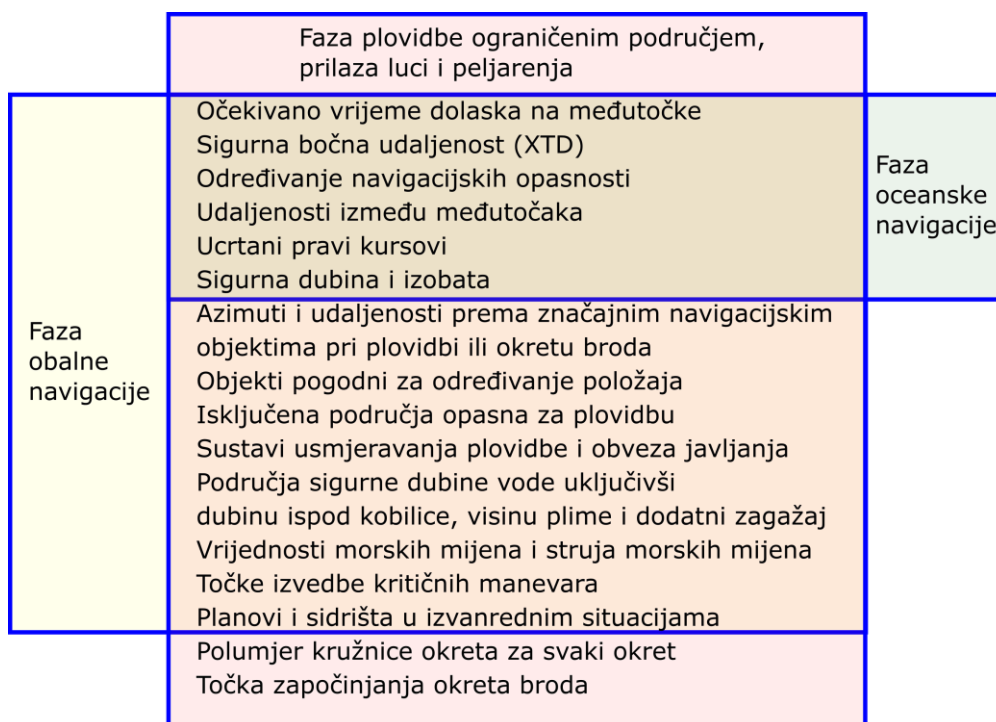 Faza plovidbe ograničenim područjem,
prilaza luci i peljarenja
Očekivano vrijeme dolaska na međutočke
Sigurna bočna udaljenost (XTD)
Određivanje navigacijskih opasnosti
Udaljenosti između međutočaka
Ucrtani pravi kursovi
Sigurna dubina i izobata
Faza
oceanske
navigacije
Faza
obalne
navigacije
Azimuti i udaljenosti prema značajnim navigacijskim
objektima pri plovidbi ili okretu broda
Objekti pogodni za određivanje položaja
Isključena područja opasna za plovidbu
Sustavi usmjeravanja plovidbe i obveza javljanja
Područja sigurne dubine vode uključivši
dubinu ispod kobilice, visinu plime i dodatni zagažaj
Vrijednosti morskih mijena i struja morskih mijena
Točke izvedbe kritičnih manevara
Planovi i sidrišta u izvanrednim situacijama
Polumjer kružnice okreta za svaki okret
Točka započinjanja okreta broda